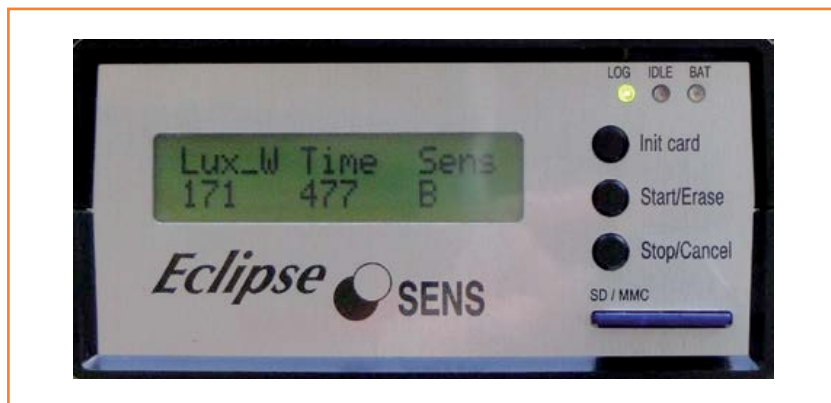 LOG IDLE BAT
Lux_W Time Sens
171 477 B
Init card
Start/Erase
Stop/Cancel
Eclipse SENS
SD / MMC